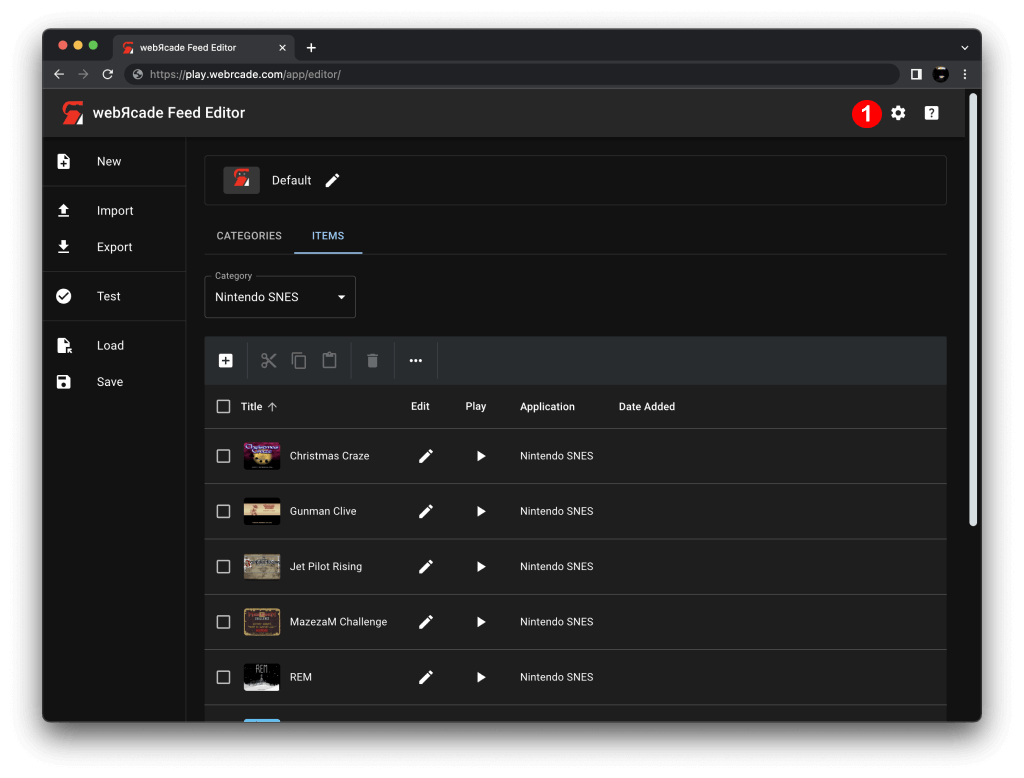 webЯcade Feed Editor
https://play.webrcade.com/app/editor/
webЯcade Feed Editor
1
?
New
Import
Export
Test
Load
Save
Default
CATEGORIES ITEMS
Category
Nintendo SNES
Title Edit Play Application Date Added
Christmas Craze Nintendo SNES
Gunman Clive Nintendo SNES
Jet Pilot Rising Nintendo SNES
MazezaM Challenge Nintendo SNES
REM
REM Nintendo SNES